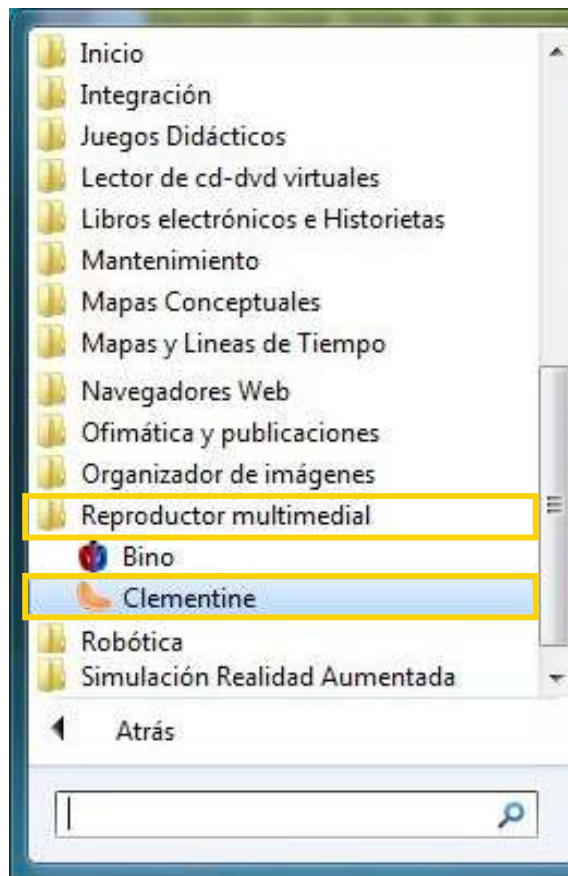 Inicio
Integración
Juegos Didácticos
Lector de cd-dvd virtuales
Libros electrónicos e Historietas
Mantenimiento
Mapas Conceptuales
Mapas y Lineas de Tiempo
Navegadores Web
Ofimática y publicaciones
Organizador de imágenes
Reproductor multimedial
Bino
Clementine
Robótica
Simulación Realidad Aumentada
Atrás